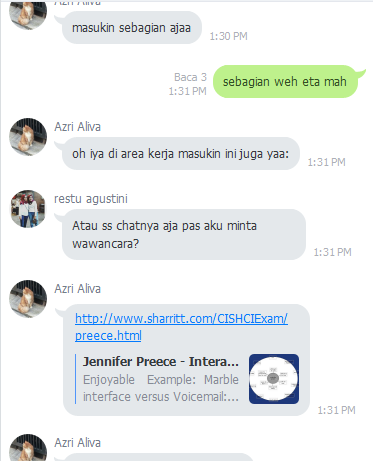 Azri Aliva
masukin sebagian ajaa
1:30 PM
Baca 3
1:31 PM
sebagian weh eta mah
Azri Aliva
oh iya di area kerja masukin ini juga yaa:
1:31 PM
restu agustini
Atau ss chatnya aja pas aku minta
wawancara?
1:31 PM
Azri Aliva
http://www.sharritt.com/CISHCIExam/
preece.html
Jennifer Preece - Intera...
Enjoyable Example: Marble
interface versus Voicemail:...
1:31 PM
Azri Aliva